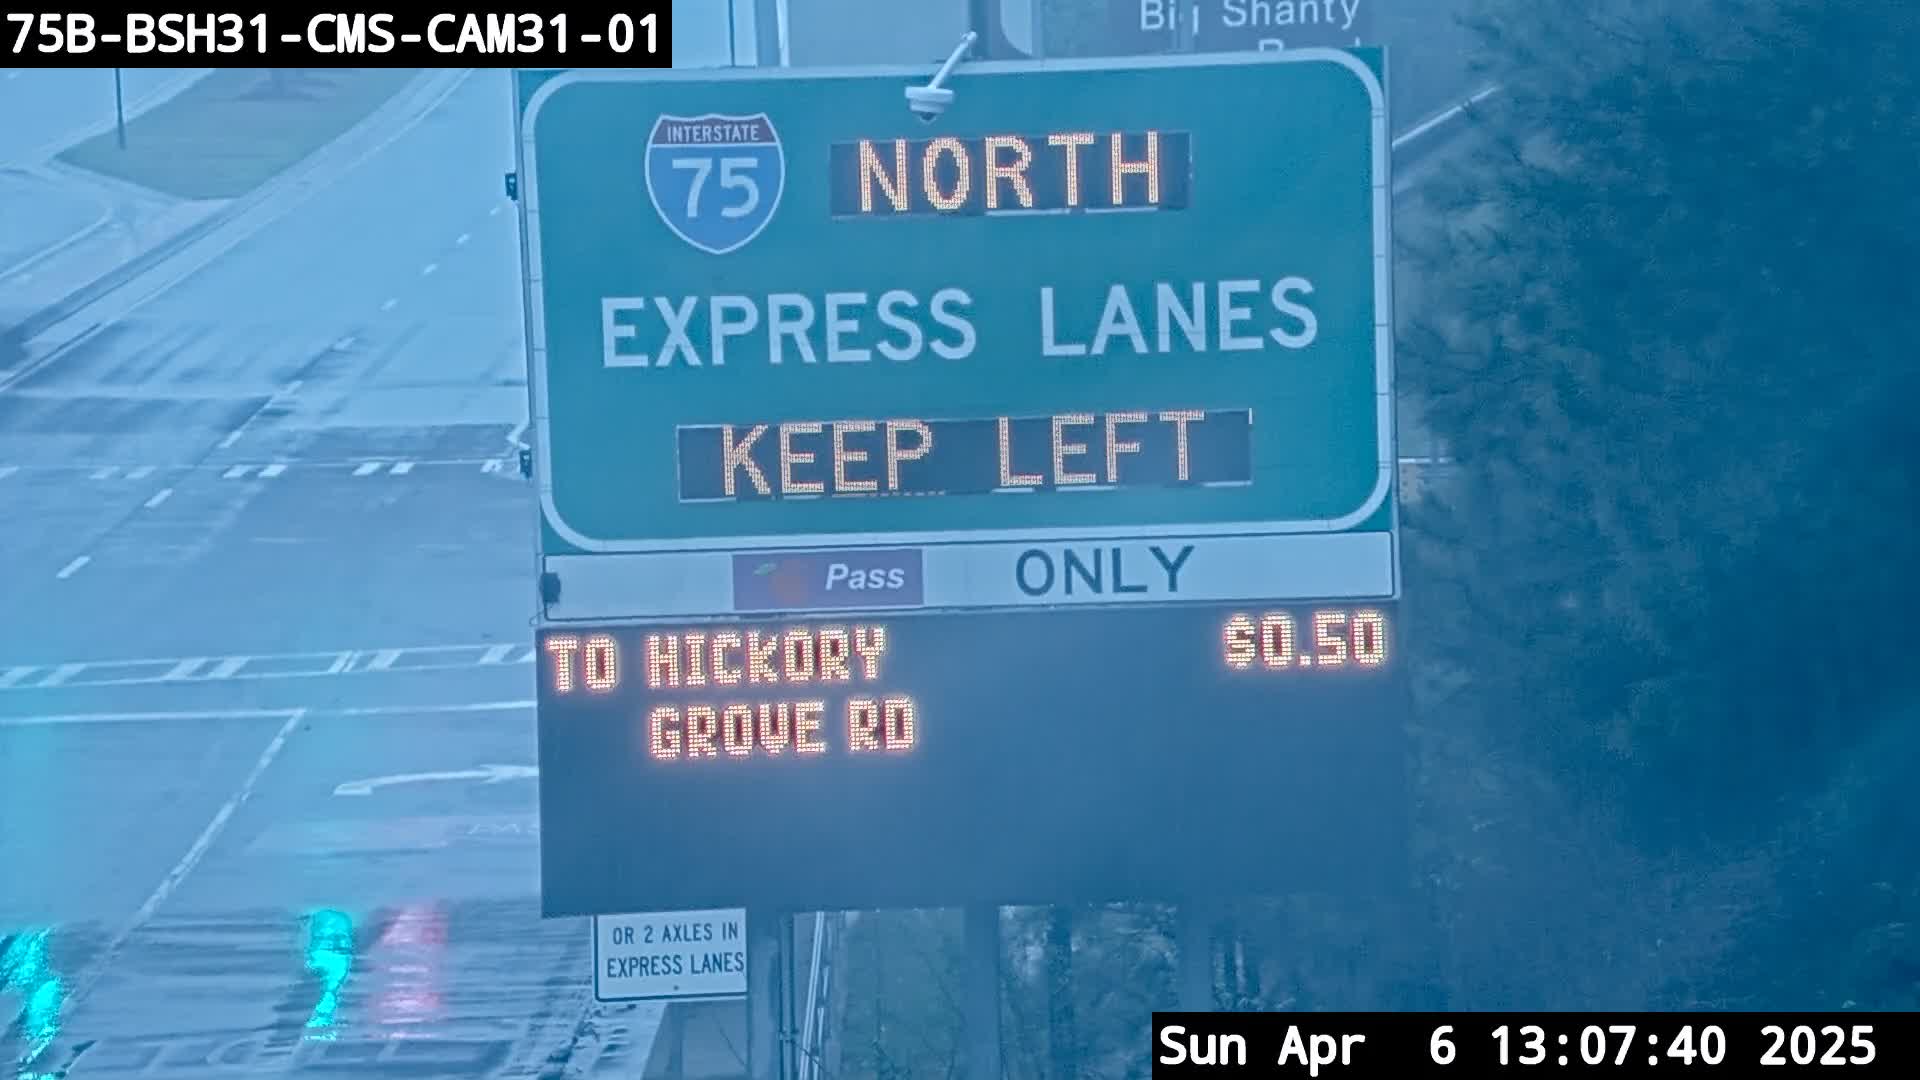 75B-BSH31-CMS-CAM31-01
Big Shanty
INTERSTATE
75
NORTH
EXPRESS LANES
KEEP LEFT
Pass
ONLY
TO HICKORY $0.50
GROVE RD
OR 2 AXLES IN
EXPRESS LANES
Sun Apr 6 13:07:40 2025